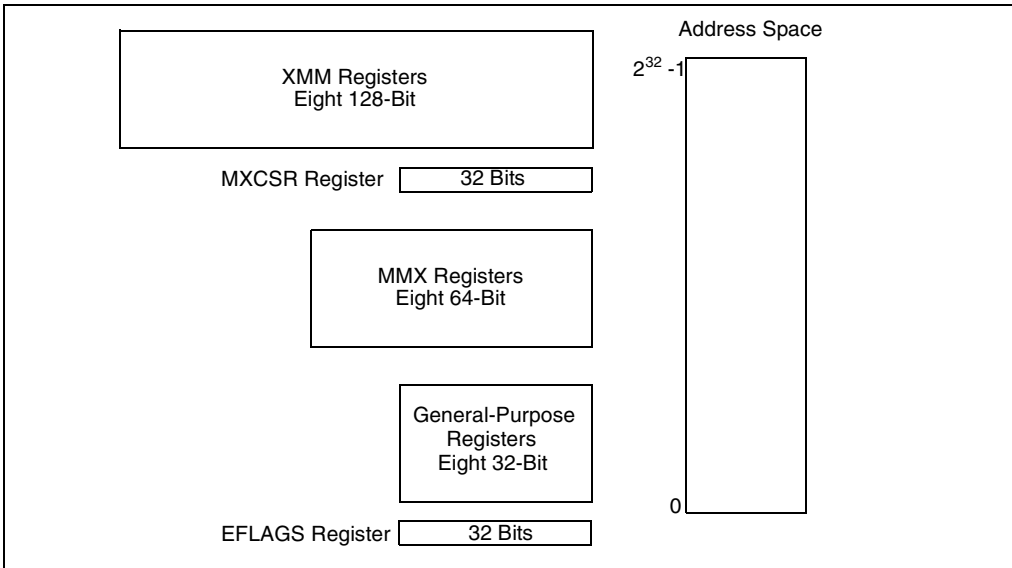 Address Space
2³² -1
XMM Registers
Eight 128-Bit
MXCSR Register
32 Bits
MMX Registers
Eight 64-Bit
General-Purpose
Registers
Eight 32-Bit
0
EFLAGS Register
32 Bits